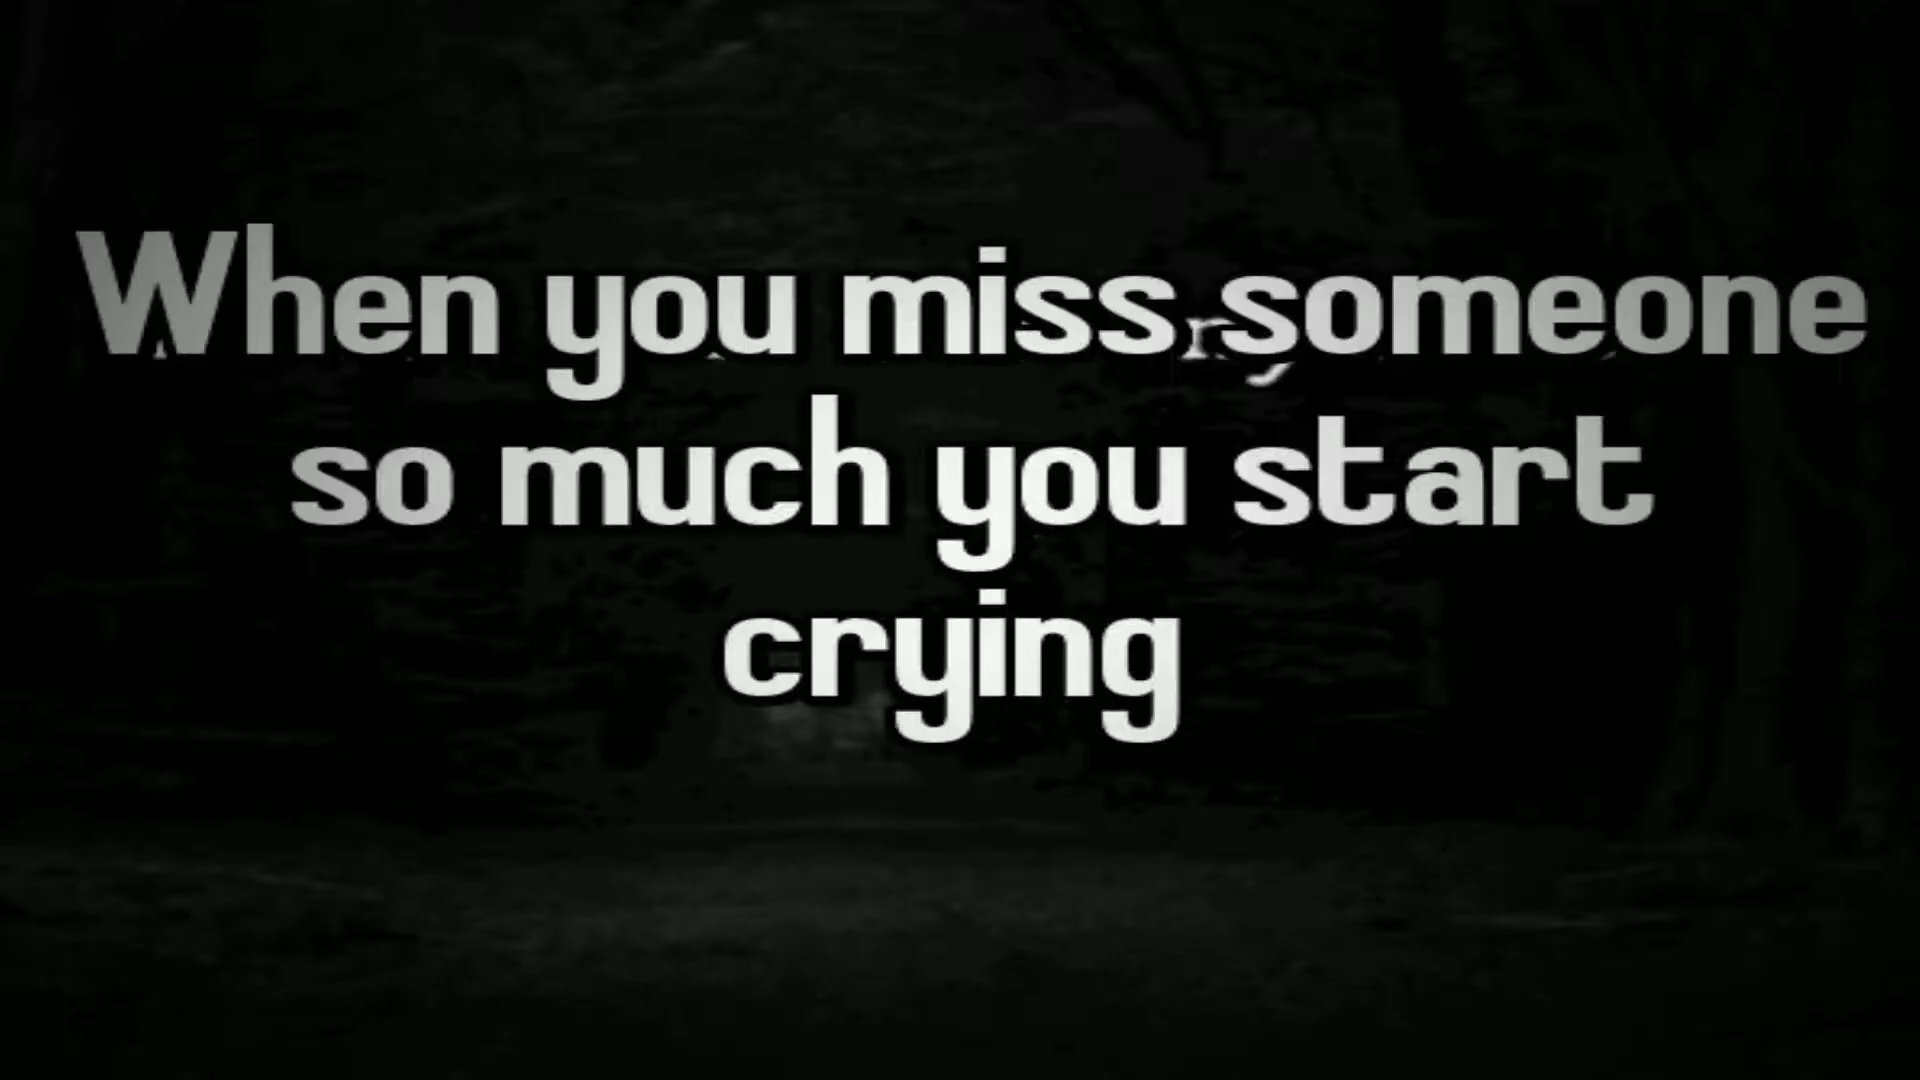 When you miss someone
so much you start
crying